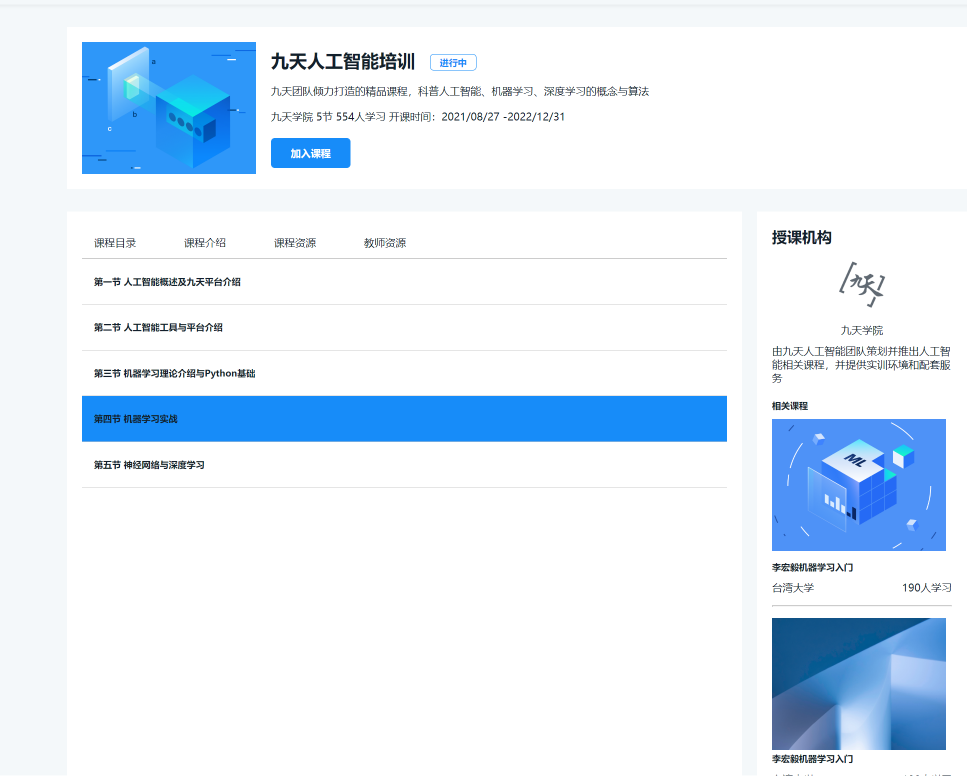 a
b
c
九天人工智能培训 进行中
九天团队倾力打造的精品课程，科普人工智能、机器学习、深度学习的概念与算法
九天学院 5节 554人学习 开课时间：2021/08/27 -2022/12/31
加入课程
课程目录 课程介绍 课程资源 教师资源
第一节 人工智能概述及九天平台介绍
第二节 人工智能工具与平台介绍
第三节 机器学习理论介绍与Python基础
第四节 机器学习实战
第五节 神经网络与深度学习
授课机构
[九天]
九天学院
由九天人工智能团队策划并推出人工智
能相关课程，并提供实训环境和配套服
务
相关课程
ML
李宏毅机器学习入门
台湾大学 190人学习
李宏毅机器学习入门